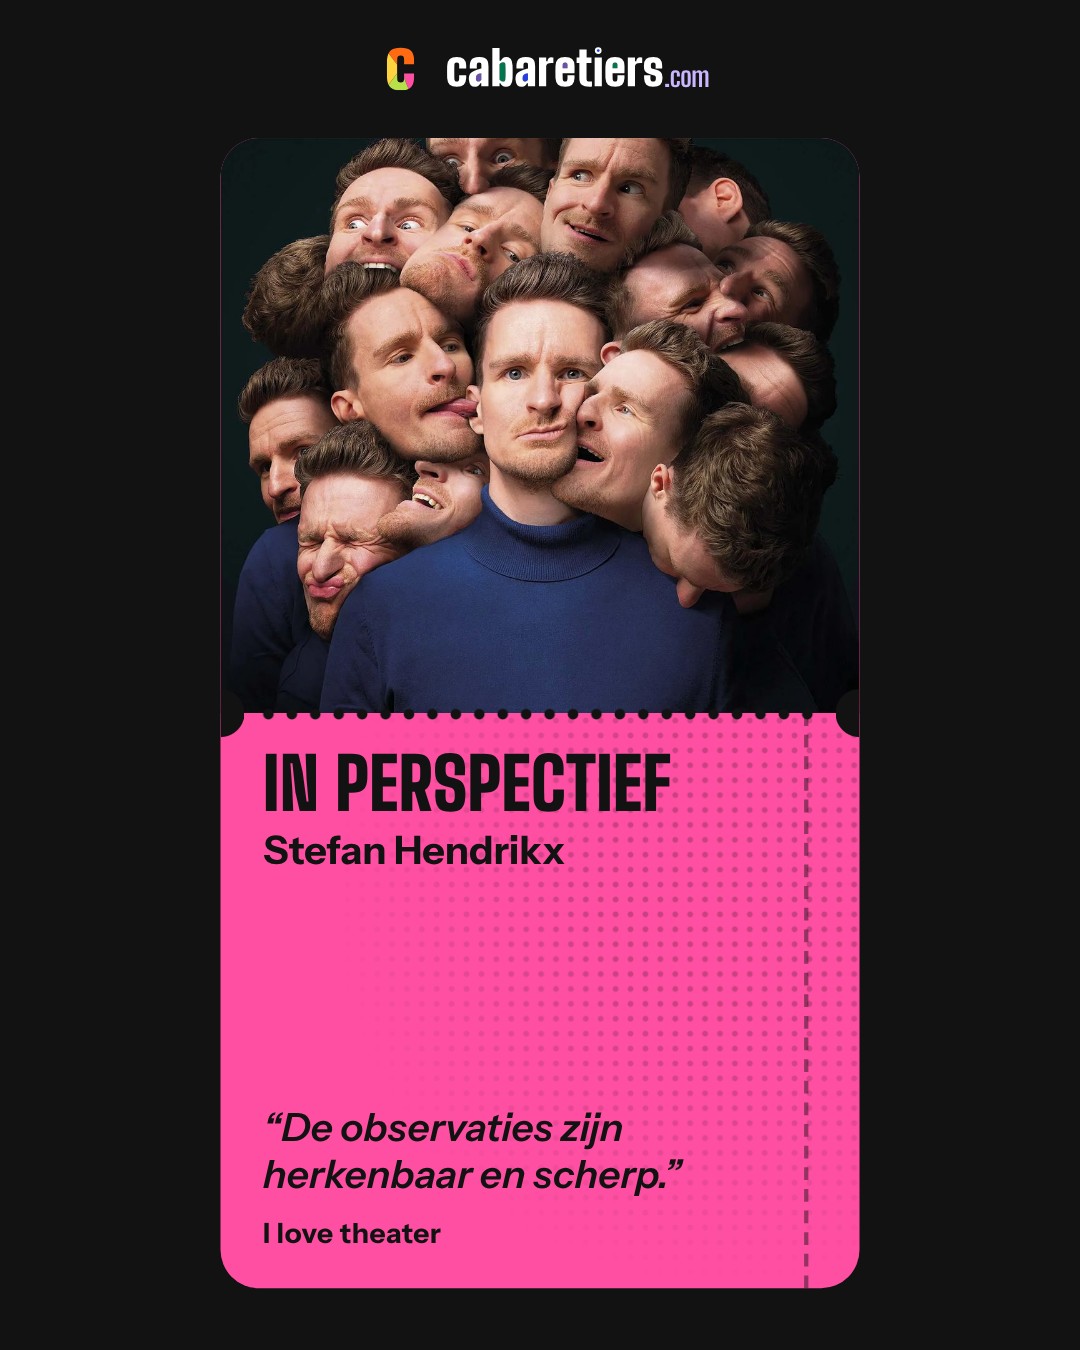 cabaretiers.com
IN PERSPECTIEF
Stefan Hendrikx
“De observaties zijn
herkenbaar en scherp.”
I love theater